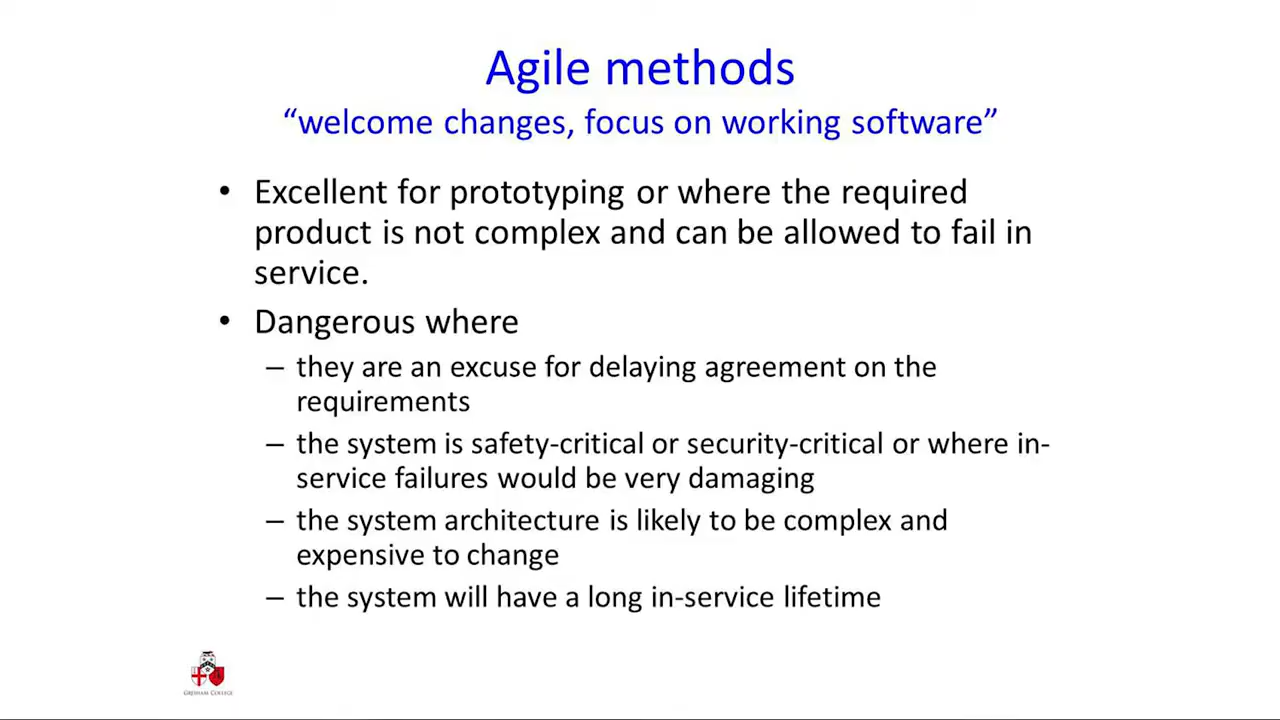 Agile methods
“welcome changes, focus on working software”
• Excellent for prototyping or where the required
product is not complex and can be allowed to fail in
service.
• Dangerous where
– they are an excuse for delaying agreement on the
requirements
– the system is safety-critical or security-critical or where in-
service failures would be very damaging
– the system architecture is likely to be complex and
expensive to change
– the system will have a long in-service lifetime
GRESHAM COLLEGE